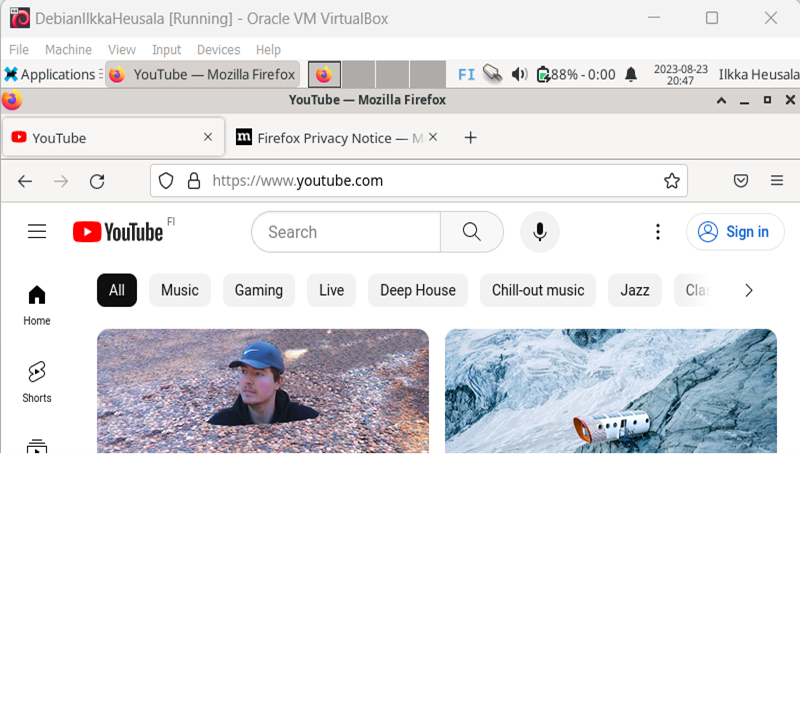 DebianIlkkaHeusala [Running] - Oracle VM VirtualBox
File Machine View Input Devices Help
Applications YouTube — Mozilla Firefox FI 88% - 0:00 2023-08-23 20:47 Ilkka Heusala
YouTube — Mozilla Firefox
YouTube Firefox Privacy Notice — M
https://www.youtube.com
YouTube FI Search Sign in
All Music Gaming Live Deep House Chill-out music Jazz Clas
Home
Shorts